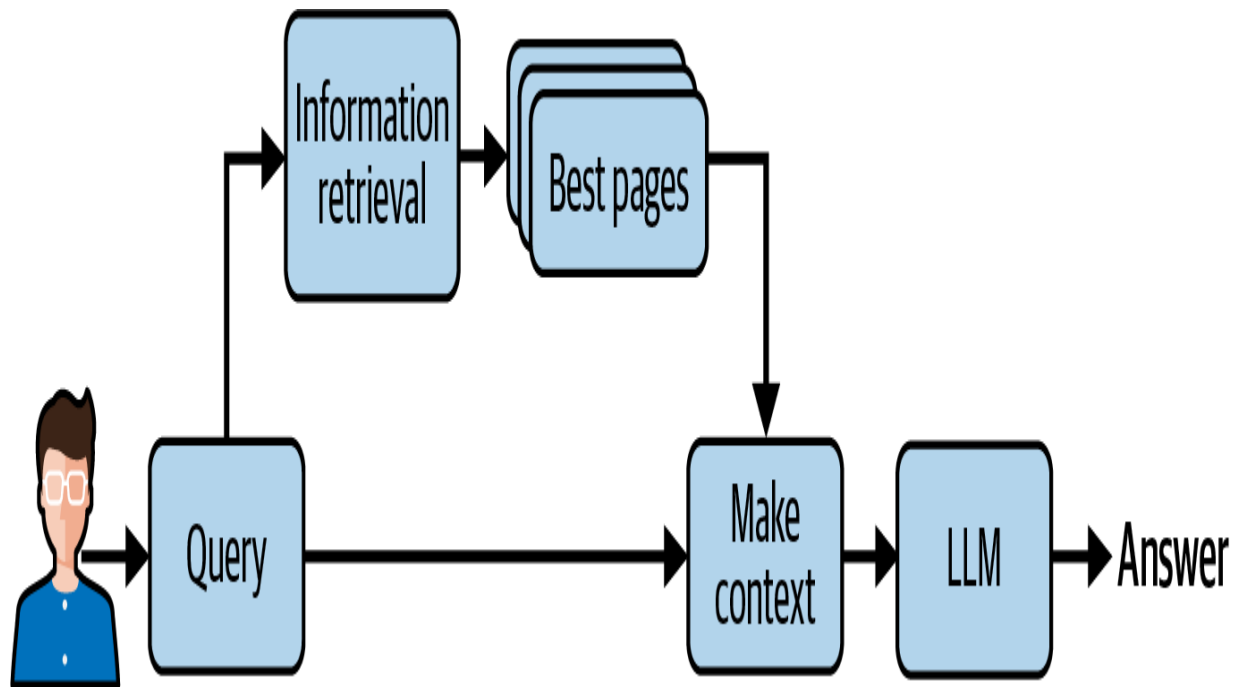 Information
retrieval
Best pages
Query
Make
context
LLM
Answer